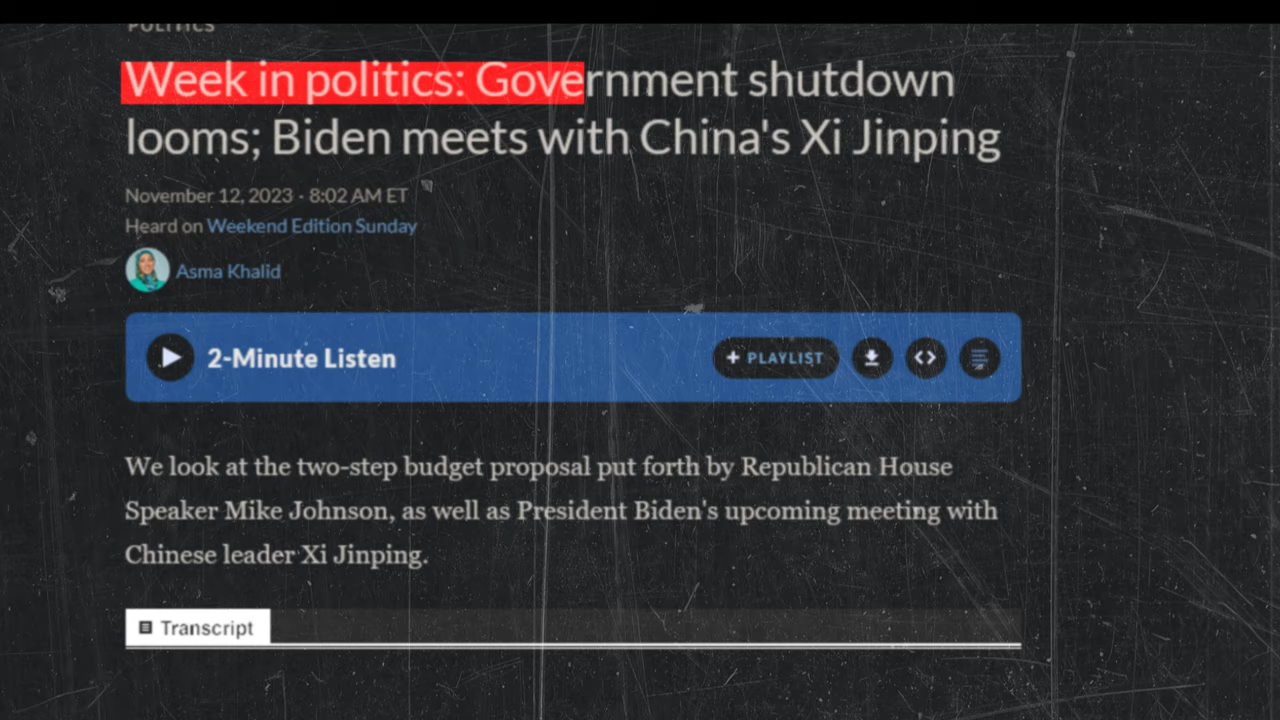 POLITICS
Week in politics: Government shutdown
looms; Biden meets with China's Xi Jinping
November 12, 2023 · 8:02 AM ET
Heard on Weekend Edition Sunday
Asma Khalid
2-Minute Listen
+ PLAYLIST
We look at the two-step budget proposal put forth by Republican House
Speaker Mike Johnson, as well as President Biden's upcoming meeting with
Chinese leader Xi Jinping.
Transcript